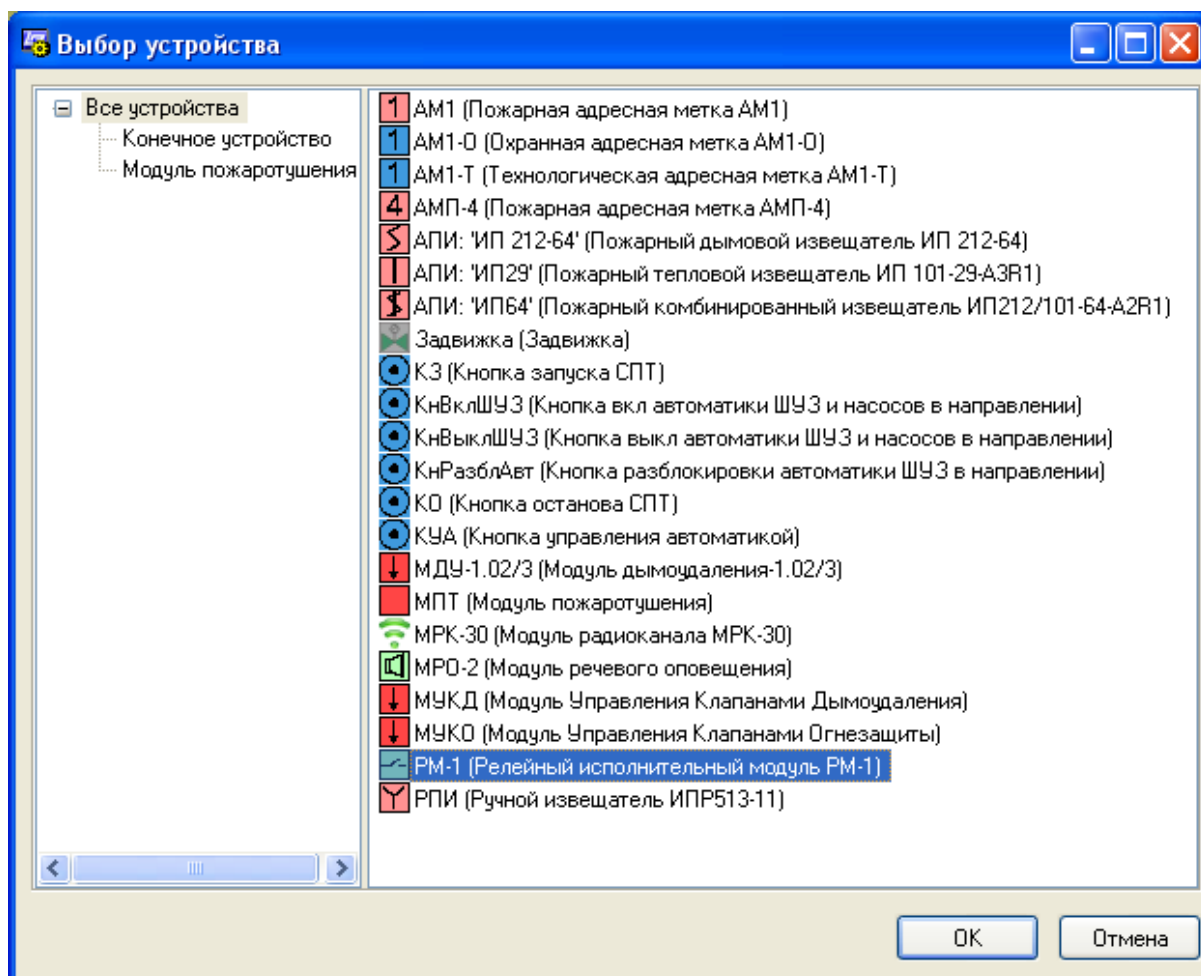 Выбор устройства
Все устройства
Конечное устройство
Модуль пожаротушения
1 АМ1 (Пожарная адресная метка АМ1)
1 АМ1-О (Охранная адресная метка АМ1-О)
1 АМ1-Т (Технологическая адресная метка АМ1-Т)
4 АМП-4 (Пожарная адресная метка АМП-4)
АПИ: 'ИП 212-64' (Пожарный дымовой извещатель ИП 212-64)
АПИ: 'ИП29' (Пожарный тепловой извещатель ИП 101-29-A3R1)
АПИ: 'ИП64' (Пожарный комбинированный извещатель ИП212/101-64-A2R1)
Задвижка (Задвижка)
КЗ (Кнопка запуска СПТ)
КнВклШУЗ (Кнопка вкл автоматики ШУЗ и насосов в направлении)
КнВыклШУЗ (Кнопка выкл автоматики ШУЗ и насосов в направлении)
КнРазблАвт (Кнопка разблокировки автоматики ШУЗ в направлении)
КО (Кнопка останова СПТ)
КУА (Кнопка управления автоматикой)
МДУ-1.02/3 (Модуль дымоудаления-1.02/3)
МПТ (Модуль пожаротушения)
МРК-30 (Модуль радиоканала МРК-30)
МРО-2 (Модуль речевого оповещения)
МУКД (Модуль Управления Клапанами Дымоудаления)
МУКО (Модуль Управления Клапанами Огнезащиты)
РМ-1 (Релейный исполнительный модуль РМ-1)
РПИ (Ручной извещатель ИПР513-11)
ОК
Отмена